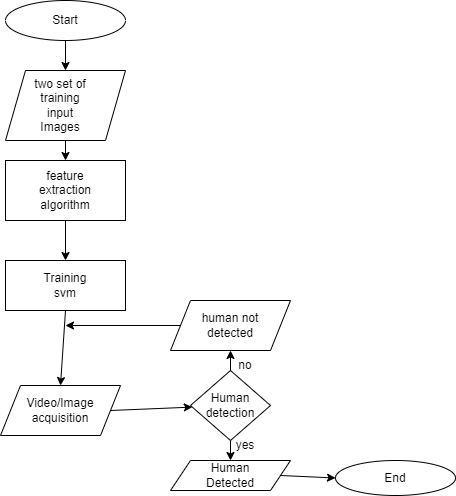 Start
two set of
training
input
Images
feature
extraction
algorithm
Training
svm
human not
detected
no
Video/Image
acquisition
Human
detection
yes
Human
Detected
End